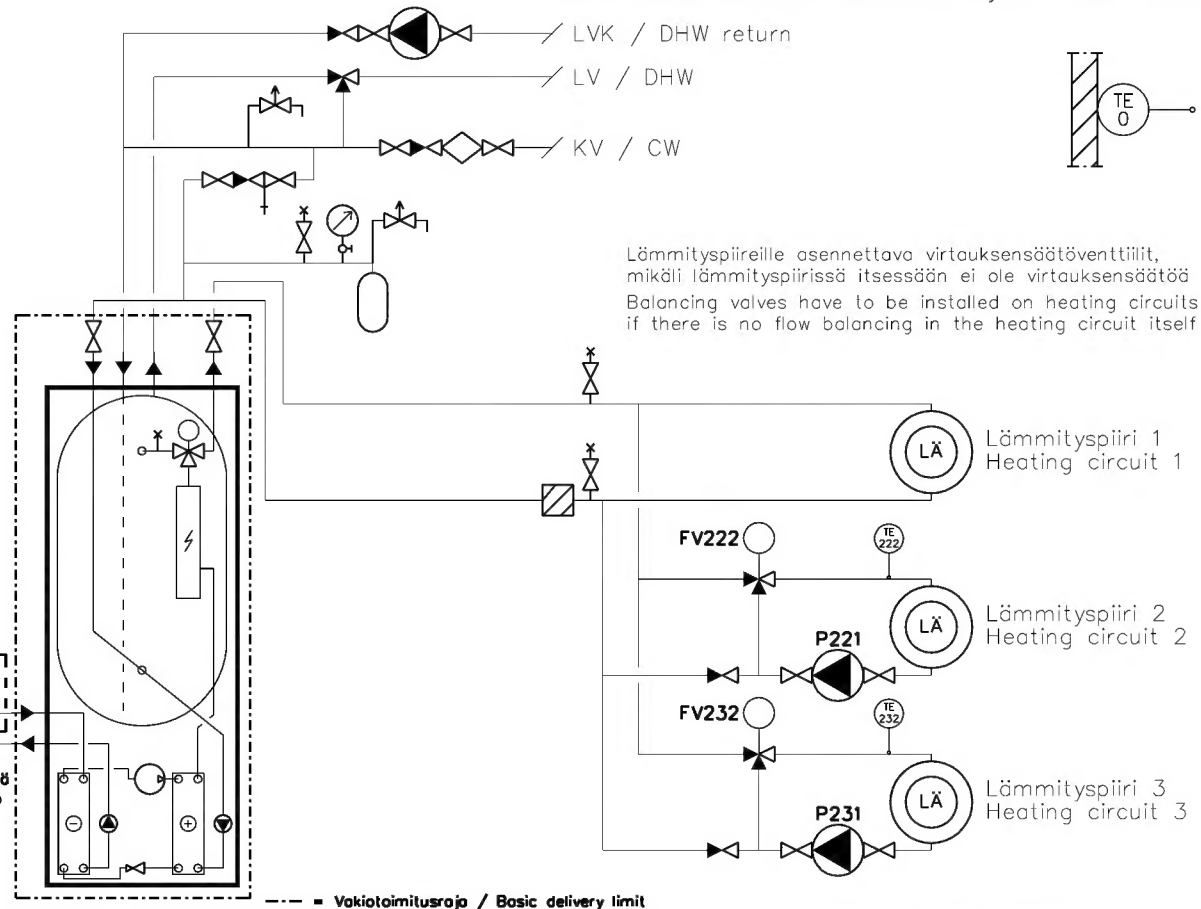 LVK / DHW return
LV / DHW
TE
0
KV / CW
Lämmityspiireille asennettava virtauksensäätöventtiilit,
mikäli lämmityspiirissä itsessään ei ole virtauksensäätöä
Balancing valves have to be installed on heating circuits
if there is no flow balancing in the heating circuit itself
LÄ
Lämmityspiiri 1
Heating circuit 1
FV222
TE
222
LÄ
Lämmityspiiri 2
Heating circuit 2
P221
FV232
TE
232
LÄ
Lämmityspiiri 3
Heating circuit 3
P231
= Vakiotoimitusraja / Basic delivery limit